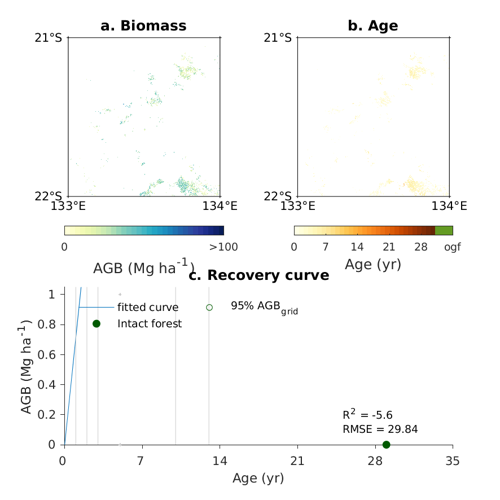 a. Biomass
b. Age
21°S
22°S
133°E
134°E
21°S
22°S
133°E
134°E
0
>100
AGB (Mg ha⁻¹)
0
7
14
21
28
ogf
Age (yr)
c. Recovery curve
AGB (Mg ha⁻¹)
1
0.8
0.6
0.4
0.2
0
fitted curve
Intact forest
95% AGB_grid
R² = -5.6
RMSE = 29.84
0
7
14
21
28
35
Age (yr)